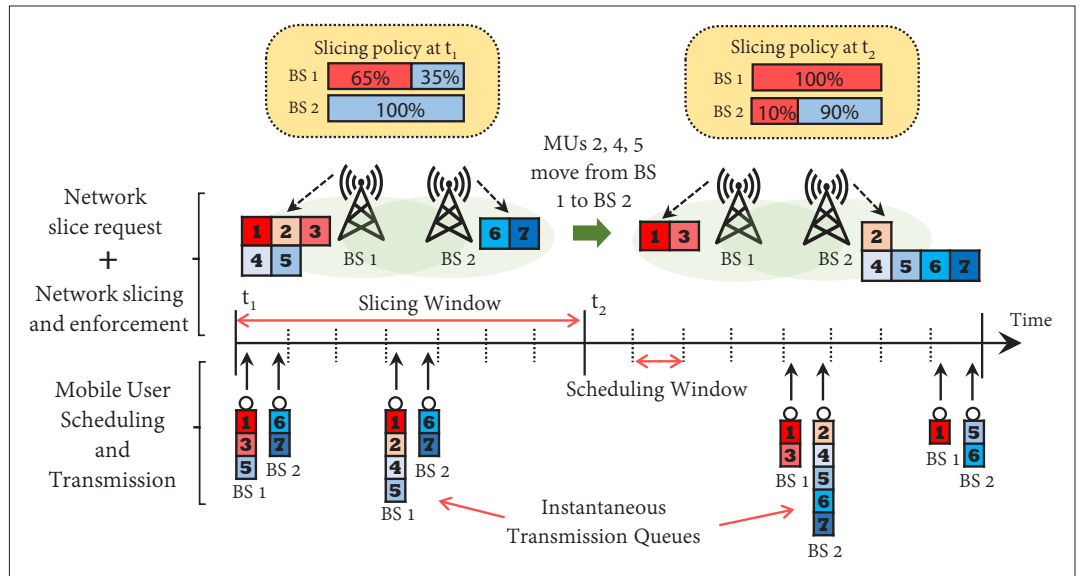 Slicing policy at t1
BS 1
65%
35%
BS 2
100%
Slicing policy at t2
BS 1
100%
BS 2
10%
90%
MUs 2, 4, 5
move from BS
1 to BS 2
Network
slice request
+
Network slicing
and enforcement
1 2 3
4 5
BS 1
BS 2
6 7
1 3
BS 1
BS 2
2
4 5 6 7
t1
Slicing Window
t2
Time
Scheduling Window
Mobile User
Scheduling
and
Transmission
1
3
5
BS 1
6
7
BS 2
1
2
4
5
BS 1
6
7
BS 2
Instantaneous
Transmission Queues
1
3
BS 1
2
4
5
6
7
BS 2
1
BS 1
5
6
BS 2